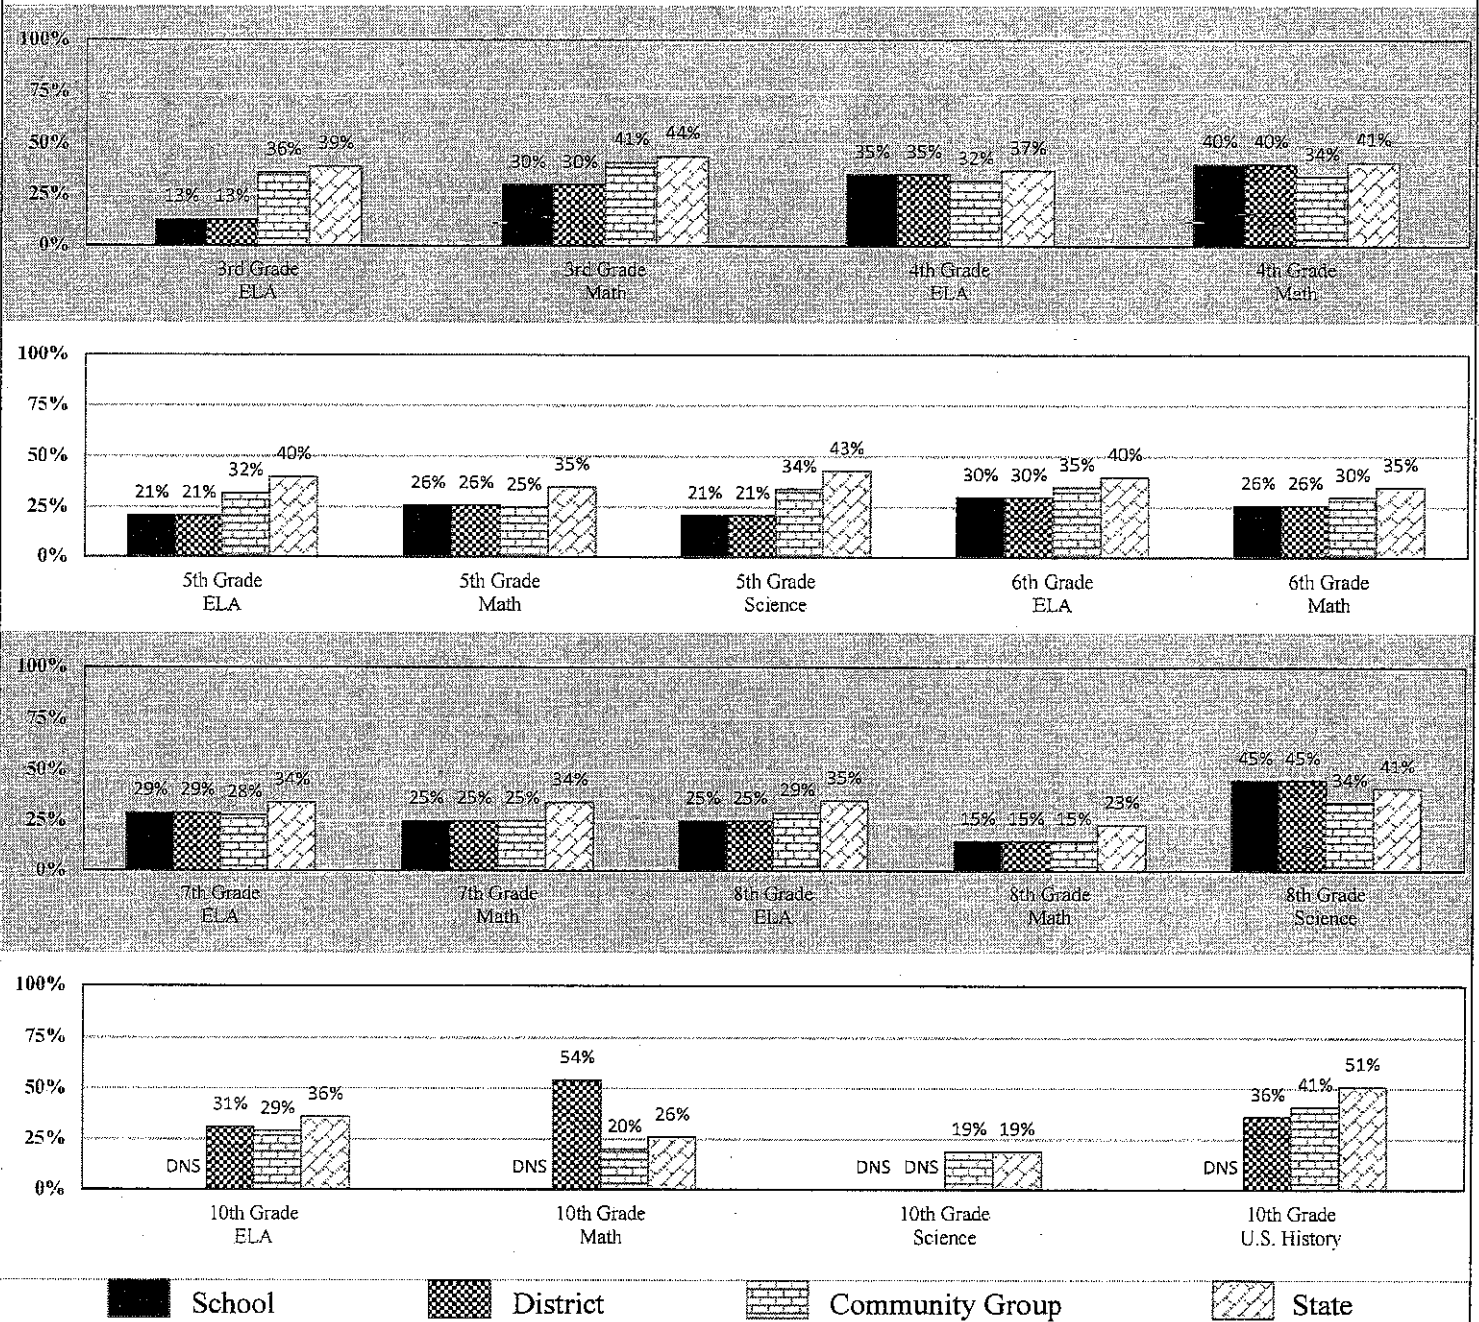 100%
75%
50%
25%
0%
13% 13% 36% 39%
30% 30% 41% 44%
35% 35% 32% 37%
40% 40% 34% 41%
3rd Grade
ELA
3rd Grade
Math
4th Grade
ELA
4th Grade
Math
100%
75%
50%
25%
0%
21% 21% 32% 40%
26% 26% 25% 35%
21% 21% 34% 43%
30% 30% 35% 40%
26% 26% 30% 35%
5th Grade
ELA
5th Grade
Math
5th Grade
Science
6th Grade
ELA
6th Grade
Math
100%
75%
50%
25%
0%
29% 29% 28% 34%
25% 25% 25% 34%
25% 25% 29% 35%
15% 15% 15% 23%
45% 45% 34% 41%
7th Grade
ELA
7th Grade
Math
8th Grade
ELA
8th Grade
Math
8th Grade
Science
100%
75%
50%
25%
0%
DNS 31% 29% 36%
DNS 54% 20% 26%
DNS DNS 19% 19%
DNS 36% 41% 51%
10th Grade
ELA
10th Grade
Math
10th Grade
Science
10th Grade
U.S. History
School District Community Group State